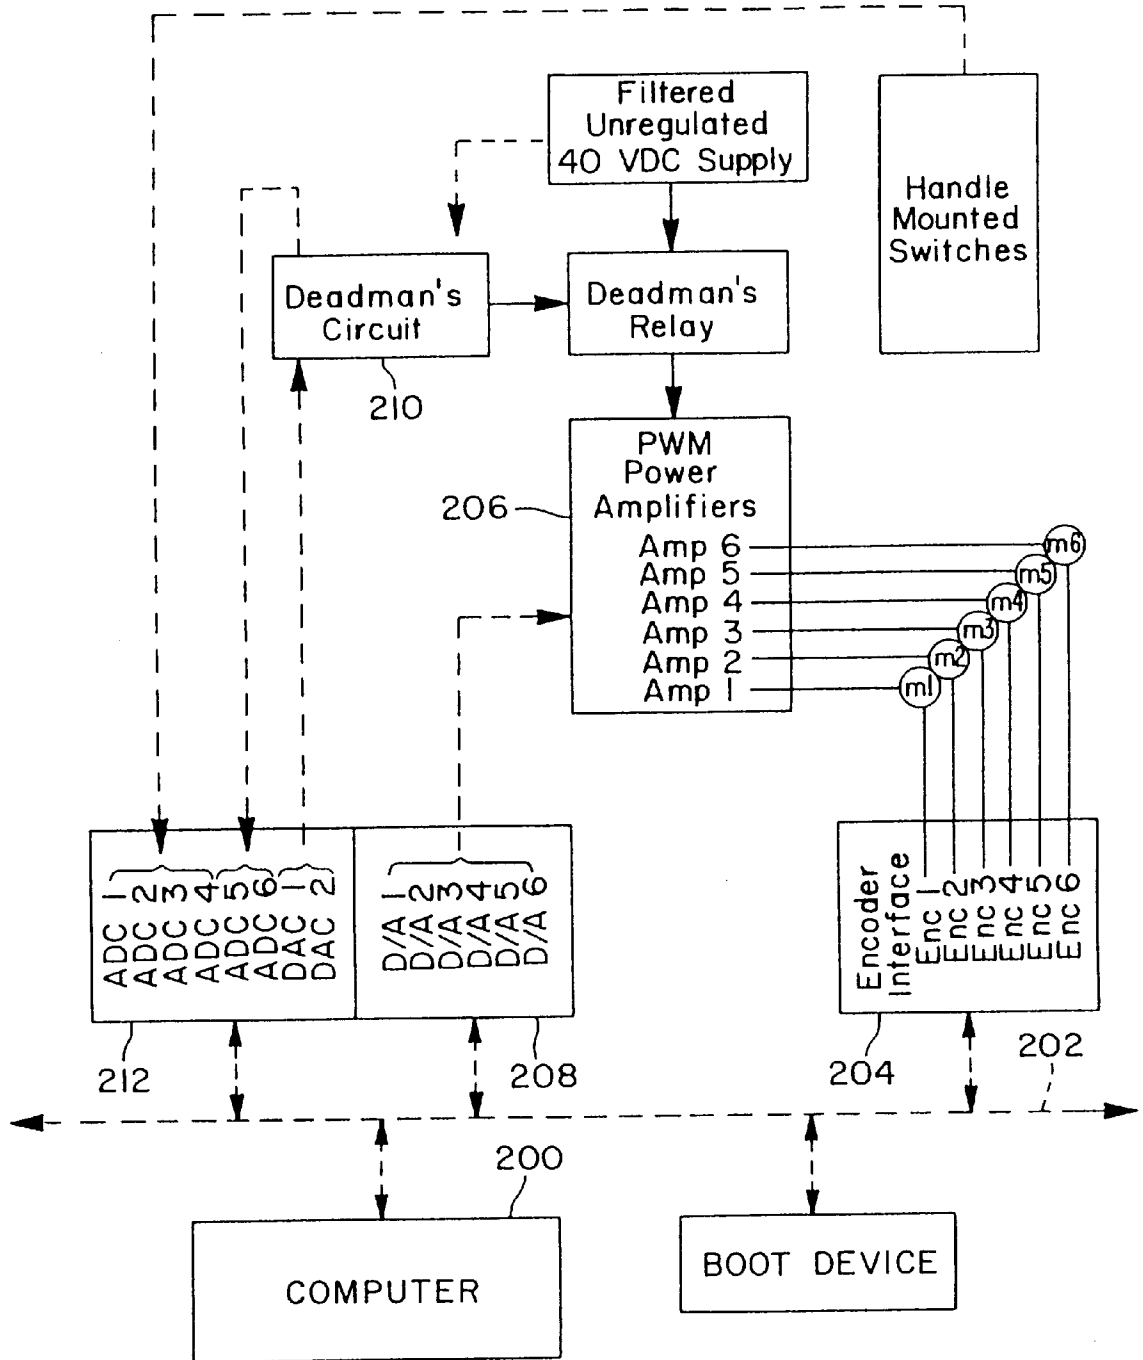 Filtered
Unregulated
40 VDC Supply
Handle
Mounted
Switches
Deadman's
Circuit
Deadman's
Relay
210
PWM
Power
Amplifiers
206
Amp 6
Amp 5
Amp 4
Amp 3
Amp 2
Amp 1
m6
m5
m4
m3
m2
m1
ADC 1
ADC 2
ADC 3
ADC 4
ADC 5
ADC 6
DAC 1
DAC 2
D/A 1
D/A 2
D/A 3
D/A 4
D/A 5
D/A 6
Encoder
Interface
Enc 1
Enc 2
Enc 3
Enc 4
Enc 5
Enc 6
212
208
204
202
200
COMPUTER
BOOT DEVICE